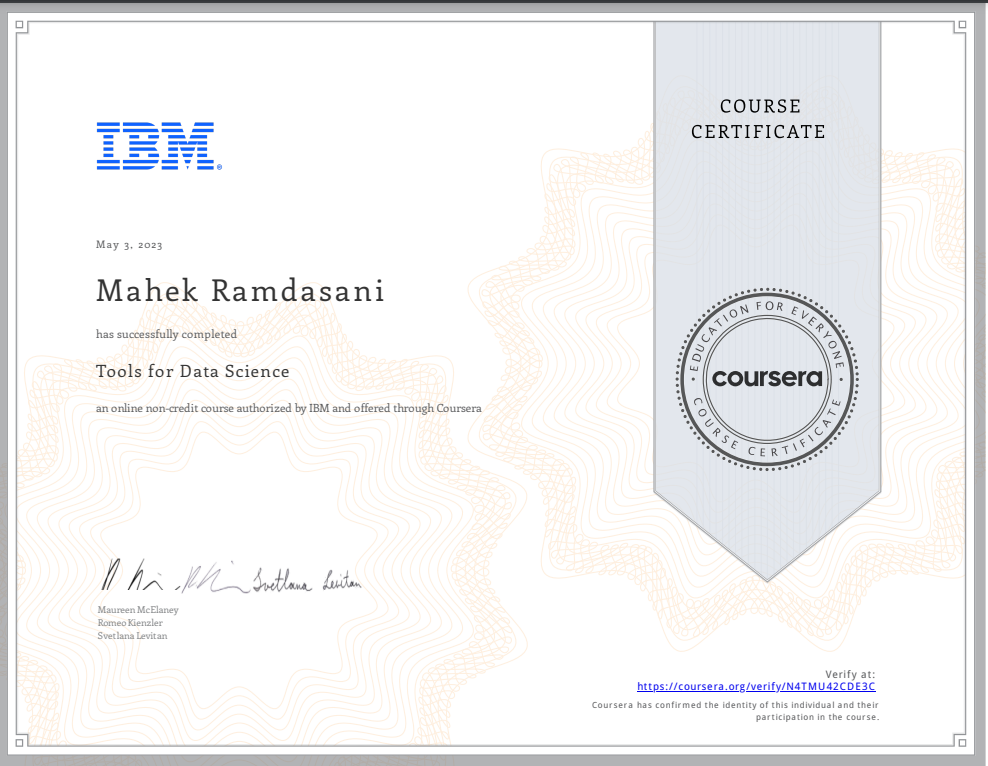 COURSE
CERTIFICATE
IBM®
May 3, 2023
Mahek Ramdasani
has successfully completed
Tools for Data Science
an online non-credit course authorized by IBM and offered through Coursera
EDUCATION FOR EVERYONE
coursera
COURSE CERTIFICATE
Svetlana Levitan
Maureen McElaney
Romeo Kienzler
Svetlana Levitan
Verify at:
https://coursera.org/verify/N4TMU42CDE3C
Coursera has confirmed the identity of this individual and their
participation in the course.